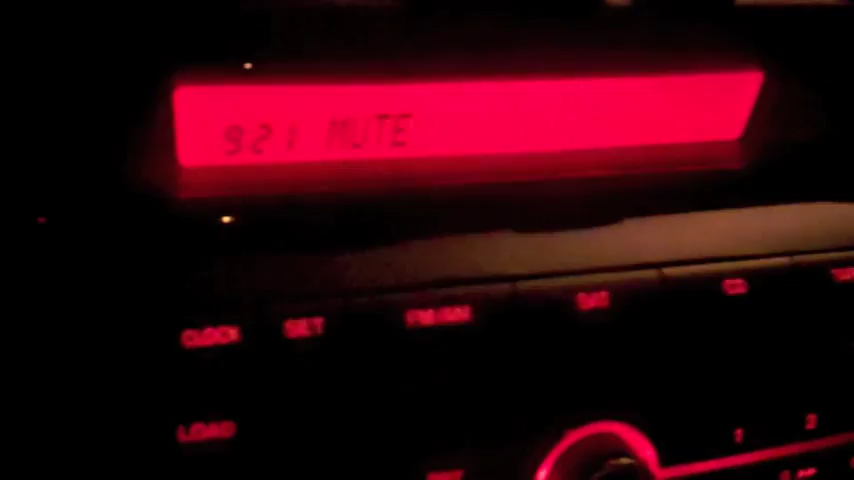 921 MUTE
CLOCK SET FM/AM SAT CD
LOAD
1 2